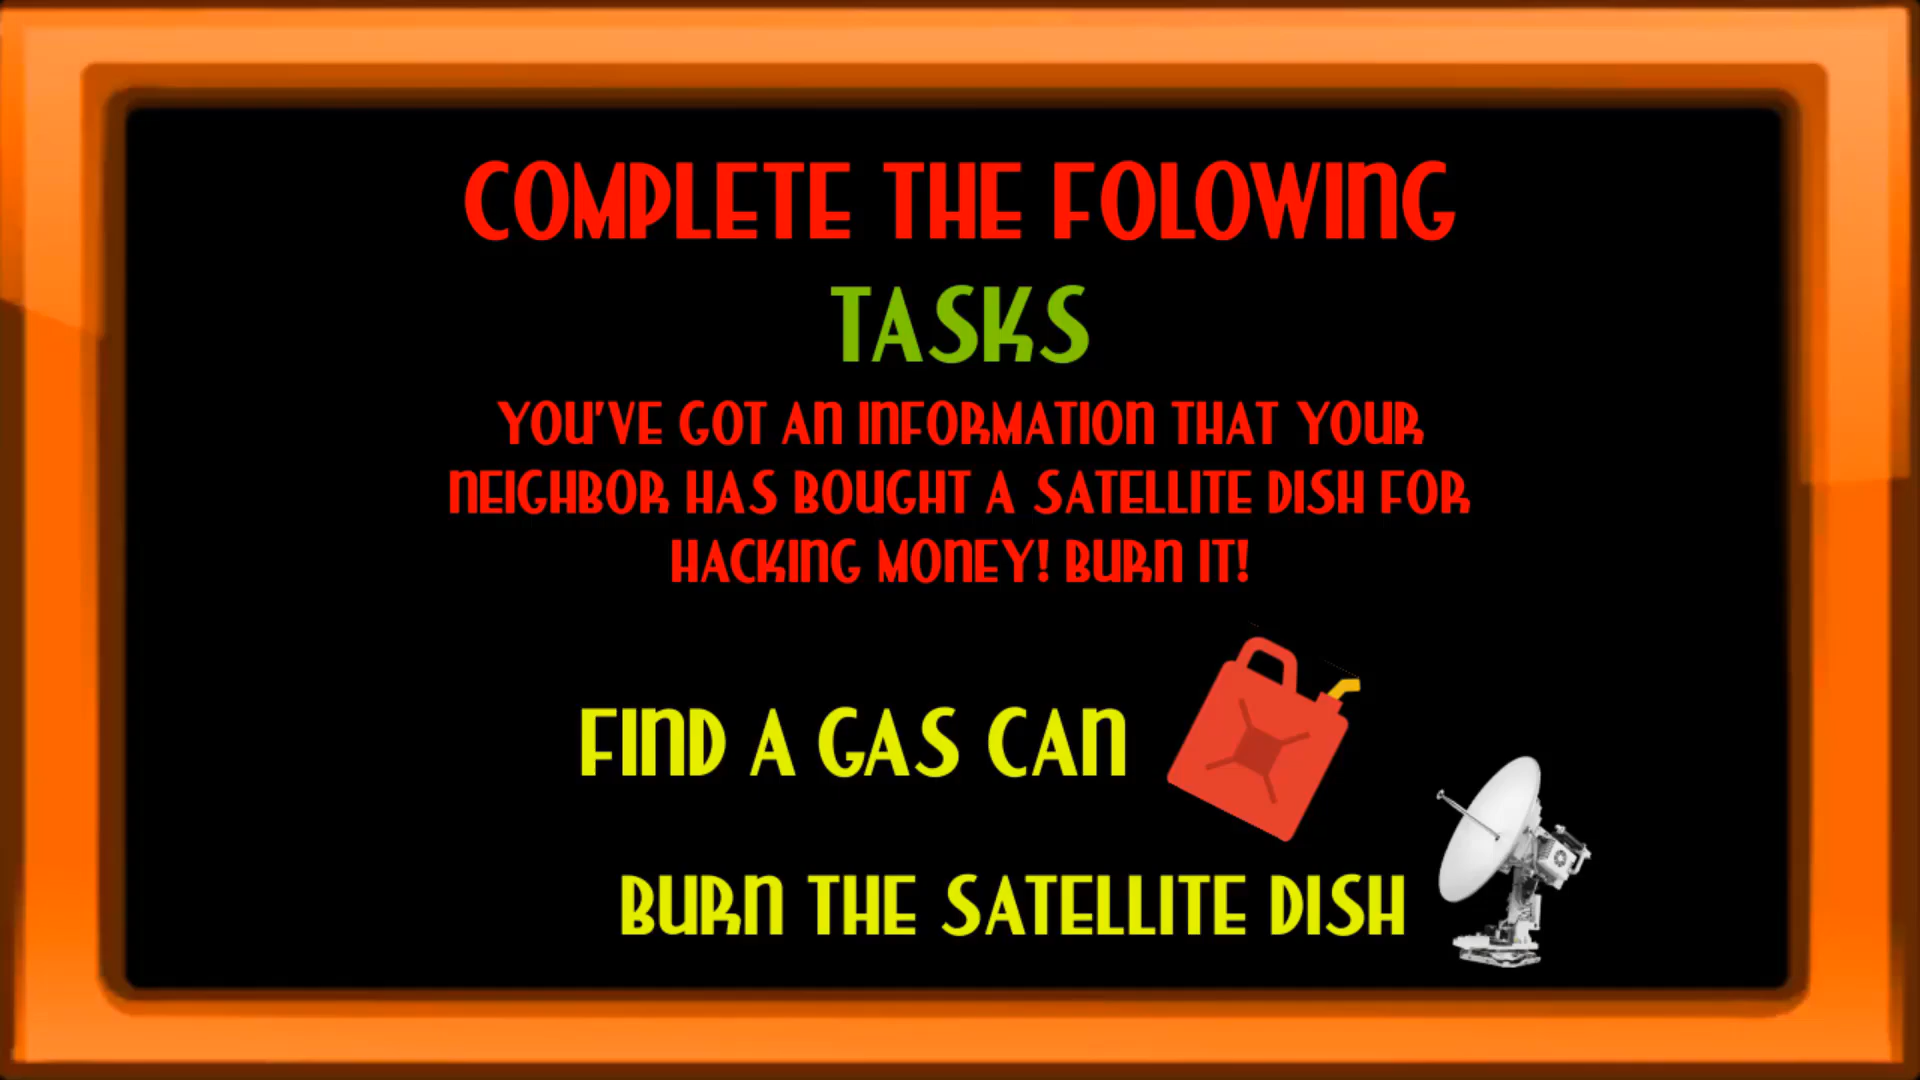 COMPLETE THE FOLOWING
TASKS
YOU'VE GOT AN INFORMATION THAT YOUR
NEIGHBOR HAS BOUGHT A SATELLITE DISH FOR
HACKING MONEY! BURN IT!
FIND A GAS CAN
BURN THE SATELLITE DISH